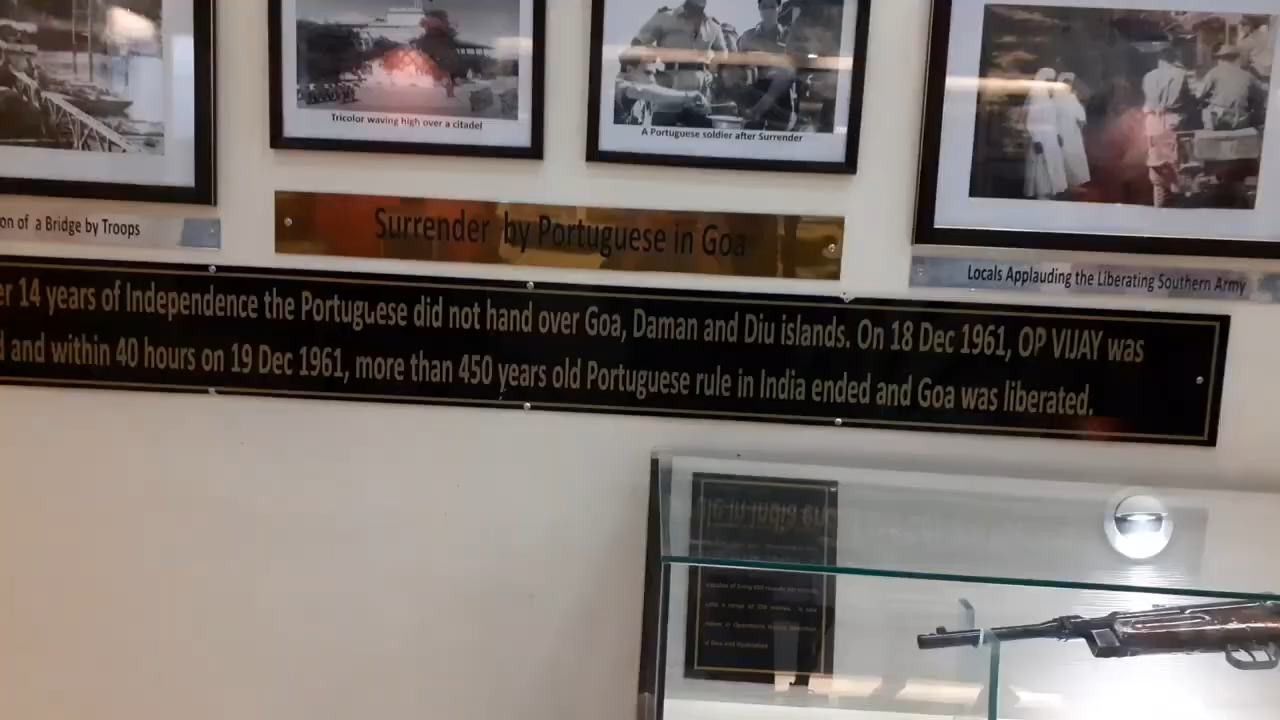 Tricolor waving high over a citadel
A Portuguese soldier after Surrender
on of a Bridge by Troops
Surrender by Portuguese in Goa
Locals Applauding the Liberating Southern Army
er 14 years of Independence the Portuguese did not hand over Goa, Daman and Diu islands. On 18 Dec 1961, OP VIJAY was
d and within 40 hours on 19 Dec 1961, more than 450 years old Portuguese rule in India ended and Goa was liberated.